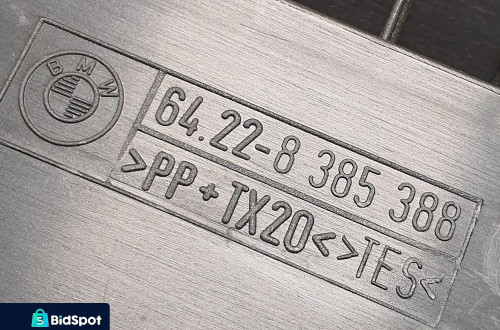 BMW
64.22-8 385 388
>PP+TX20<>TES<
BidSpot